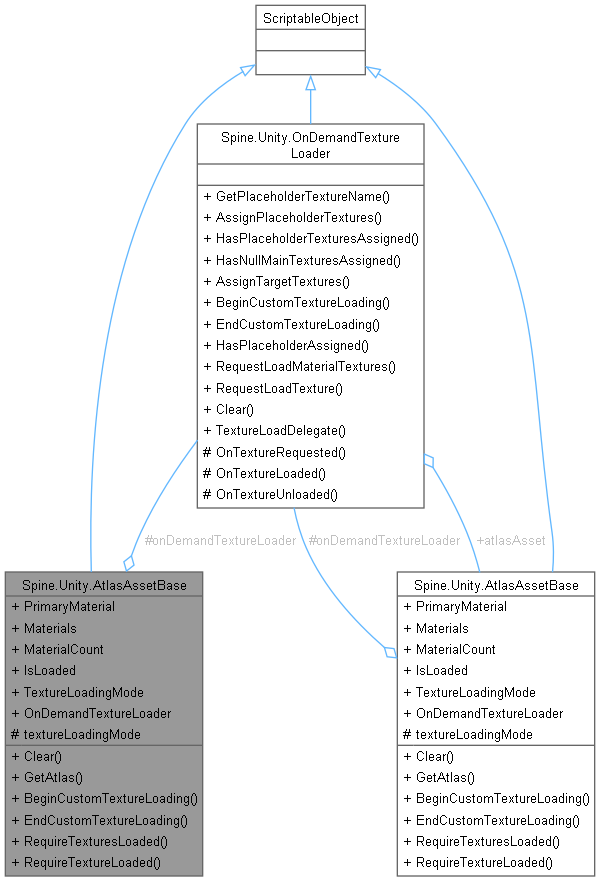 ScriptableObject
Spine.Unity.OnDemandTexture
Loader
+ GetPlaceholderTextureName()
+ AssignPlaceholderTextures()
+ HasPlaceholderTexturesAssigned()
+ HasNullMainTexturesAssigned()
+ AssignTargetTextures()
+ BeginCustomTextureLoading()
+ EndCustomTextureLoading()
+ HasPlaceholderAssigned()
+ RequestLoadMaterialTextures()
+ RequestLoadTexture()
+ Clear()
+ TextureLoadDelegate()
# OnTextureRequested()
# OnTextureLoaded()
# OnTextureUnloaded()
#onDemandTextureLoader
#onDemandTextureLoader
+atlasAsset
Spine.Unity.AtlasAssetBase
+ PrimaryMaterial
+ Materials
+ MaterialCount
+ IsLoaded
+ TextureLoadingMode
+ OnDemandTextureLoader
# textureLoadingMode
+ Clear()
+ GetAtlas()
+ BeginCustomTextureLoading()
+ EndCustomTextureLoading()
+ RequireTexturesLoaded()
+ RequireTextureLoaded()
Spine.Unity.AtlasAssetBase
+ PrimaryMaterial
+ Materials
+ MaterialCount
+ IsLoaded
+ TextureLoadingMode
+ OnDemandTextureLoader
# textureLoadingMode
+ Clear()
+ GetAtlas()
+ BeginCustomTextureLoading()
+ EndCustomTextureLoading()
+ RequireTexturesLoaded()
+ RequireTextureLoaded()